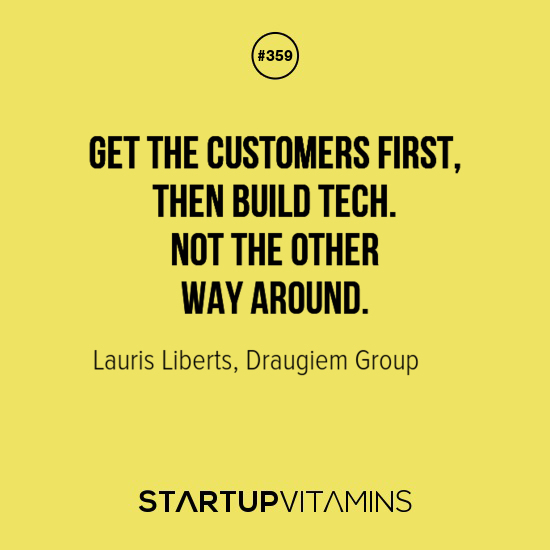 #359
GET THE CUSTOMERS FIRST,
THEN BUILD TECH.
NOT THE OTHER
WAY AROUND.
Lauris Liberts, Draugiem Group
STARTUPVITAMINS